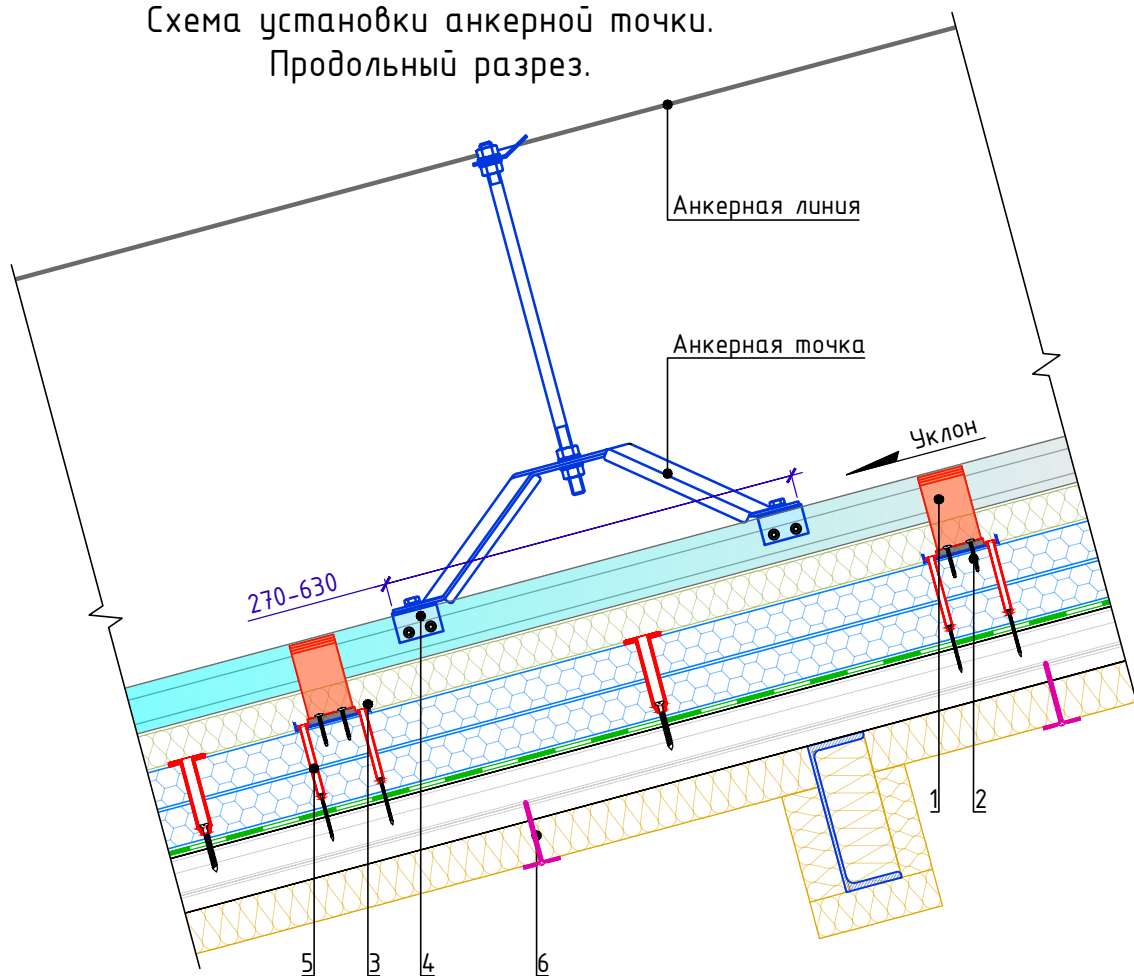 Схема установки анкерной точки.
Продольный разрез.
Анкерная линия
Анкерная точка
Уклон
270-630
1
2
5
3
4
6